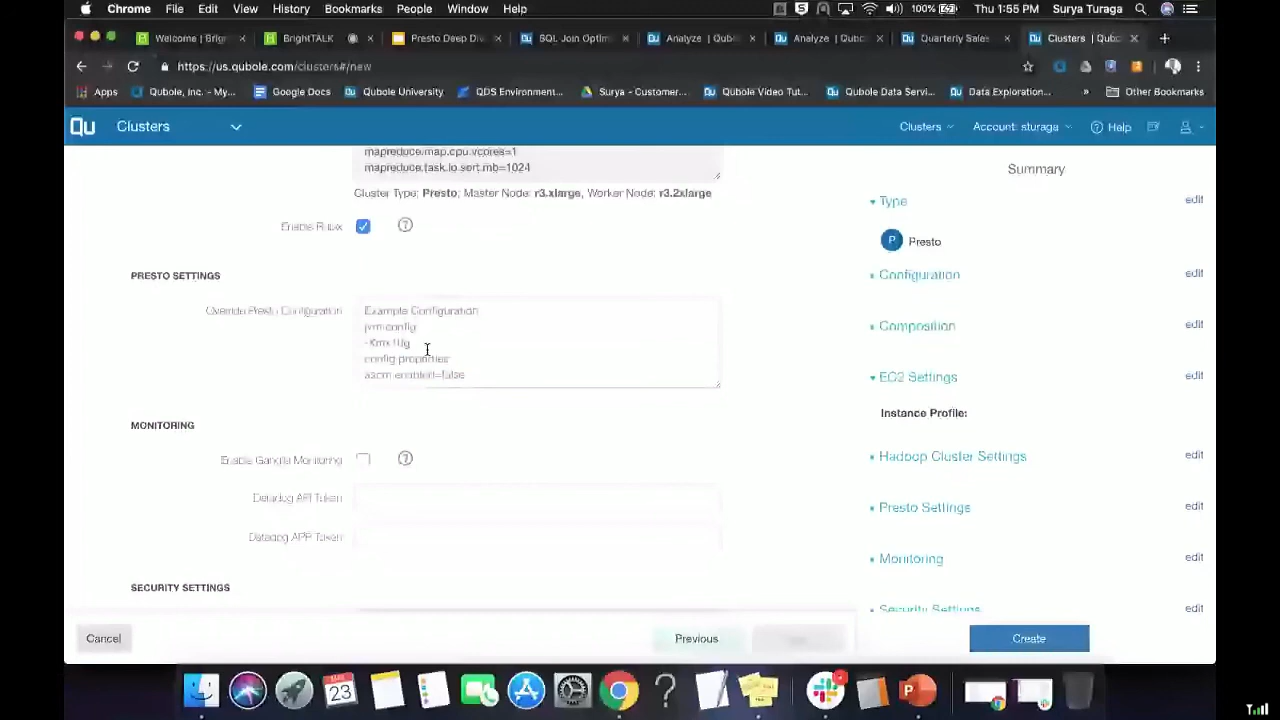 Chrome File Edit View History Bookmarks People Window Help 100% Thu 1:55 PM Surya Turaga
Welcome | Brig
BrightTALK
Presto Deep Div
SQL Join Optim
Analyze | Qubo
Analyze | Qubo
Quarterly Sales
Clusters | Qubo
https://us.qubole.com/clusters#/new
Apps Qubole, Inc. - My... Google Docs Qubole University QDS Environment... Surya - Customer... Qubole Video Tut... Qubole Data Servi... Data Exploration... » Other Bookmarks
Qu Clusters Clusters Account: sturaga Help
mapreduce.map.cpu.vcores=1
mapreduce.task.io.sort.mb=1024
Cluster Type: Presto, Master Node: r3.xlarge, Worker Node: r3.2xlarge
Enable Rubix
PRESTO SETTINGS
Override Presto Configuration
Example Configuration
jvm.config:
-Xmx10g
config.properties:
ascm.enabled=false
MONITORING
Enable Ganglia Monitoring
Datadog API Token
Datadog APP Token
SECURITY SETTINGS
Summary
Type edit
P Presto
Configuration edit
Composition edit
EC2 Settings edit
Instance Profile:
Hadoop Cluster Settings edit
Presto Settings edit
Monitoring edit
Security Settings edit
Cancel Previous Create
23